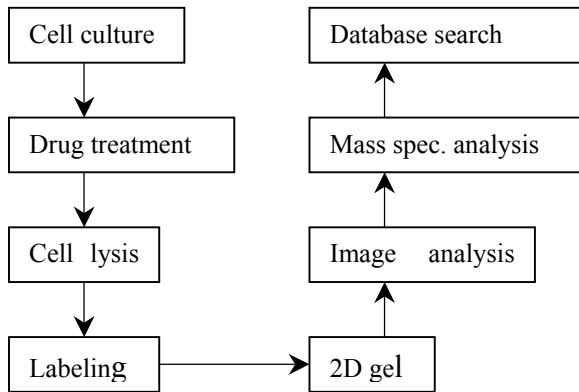 Cell culture
Drug treatment
Cell lysis
Labeling
2D gel
Image analysis
Mass spec. analysis
Database search